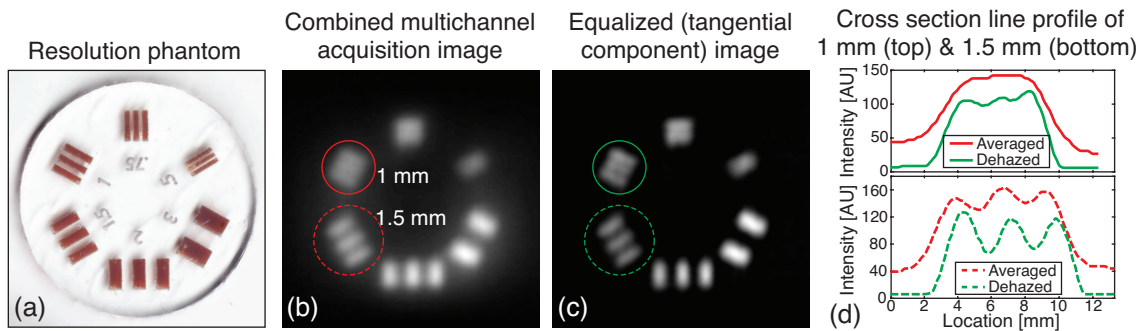 Resolution phantom
Combined multichannel
acquisition image
Equalized (tangential
component) image
Cross section line profile of
1 mm (top) & 1.5 mm (bottom)
.75
1
.5
1.5
3
2
(a)
1 mm
1.5 mm
(b)
(c)
Intensity [AU]
150
100
50
0
Averaged
Dehazed
Intensity [AU]
160
120
80
40
0
Averaged
Dehazed
0 2 4 6 8 10 12
Location [mm]
(d)